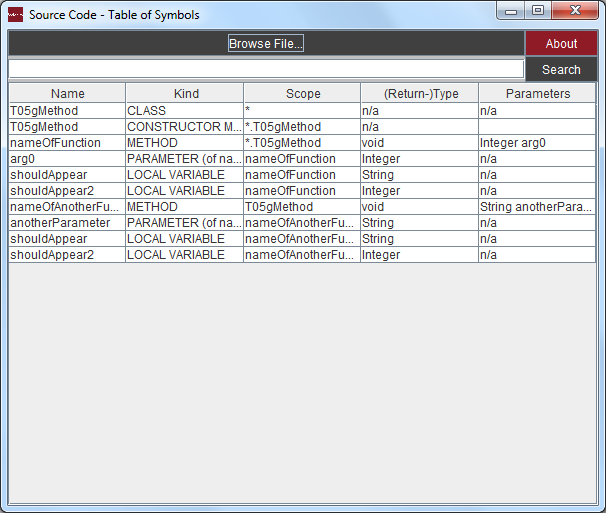 Source Code - Table of Symbols
Browse File... About
Search
Name Kind Scope (Return-)Type Parameters
T05gMethod CLASS * n/a n/a
T05gMethod CONSTRUCTOR M... *.T05gMethod n/a
nameOfFunction METHOD *.T05gMethod void Integer arg0
arg0 PARAMETER (of na... nameOfFunction Integer n/a
shouldAppear LOCAL VARIABLE nameOfFunction String n/a
shouldAppear2 LOCAL VARIABLE nameOfFunction Integer n/a
nameOfAnotherFu... METHOD T05gMethod void String anotherPara...
anotherParameter PARAMETER (of na... nameOfAnotherFu... String n/a
shouldAppear LOCAL VARIABLE nameOfAnotherFu... String n/a
shouldAppear2 LOCAL VARIABLE nameOfAnotherFu... Integer n/a